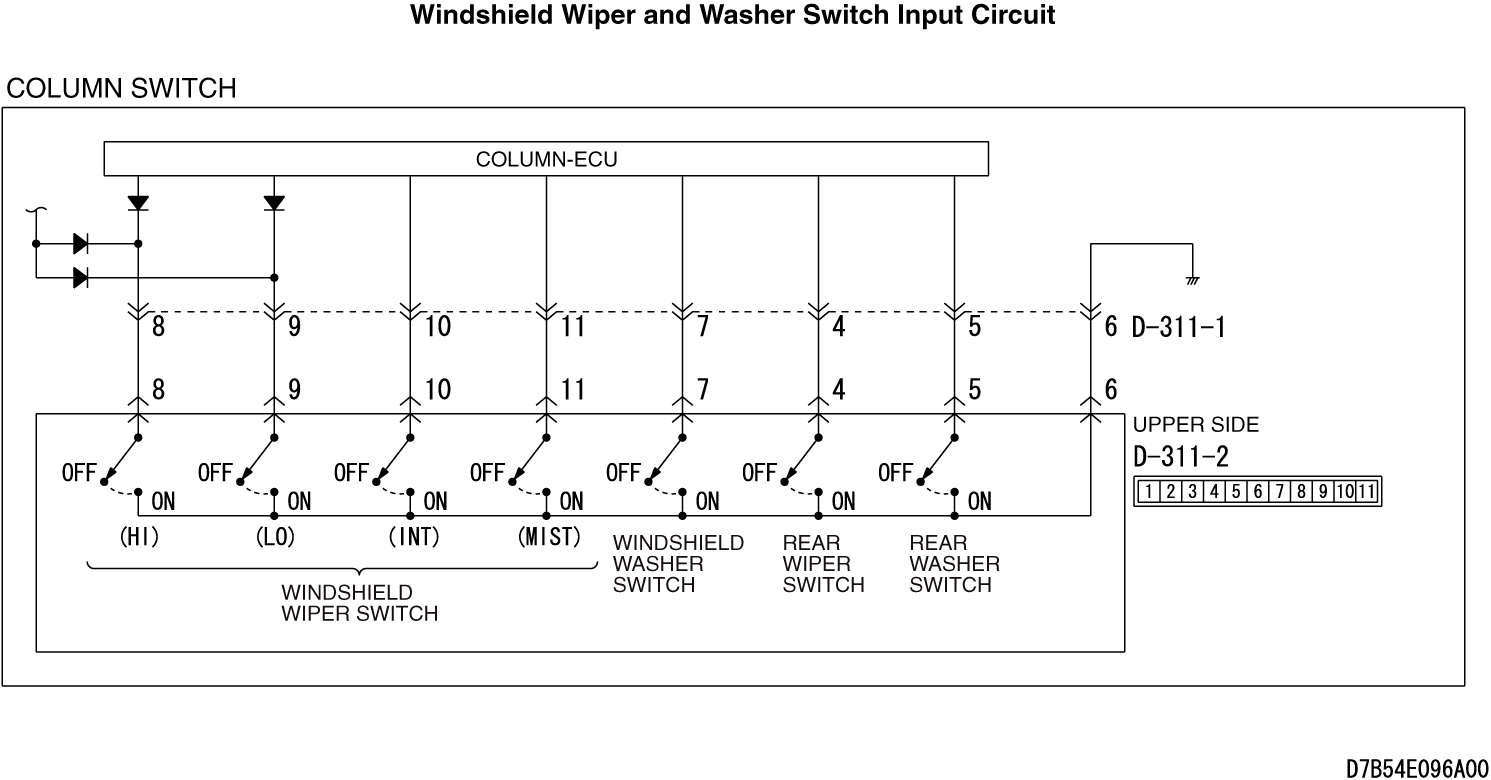 Windshield Wiper and Washer Switch Input Circuit
COLUMN SWITCH
COLUMN-ECU
8 9 10 11 7 4 5 6 D-311-1
8 9 10 11 7 4 5 6
UPPER SIDE
D-311-2
1 2 3 4 5 6 7 8 9 10 11
OFF OFF OFF OFF OFF OFF OFF
ON ON ON ON ON ON ON
(HI) (LO) (INT) (MIST)
WINDSHIELD
WIPER SWITCH
WINDSHIELD
WASHER
SWITCH
REAR
WIPER
SWITCH
REAR
WASHER
SWITCH
D7B54E096A00